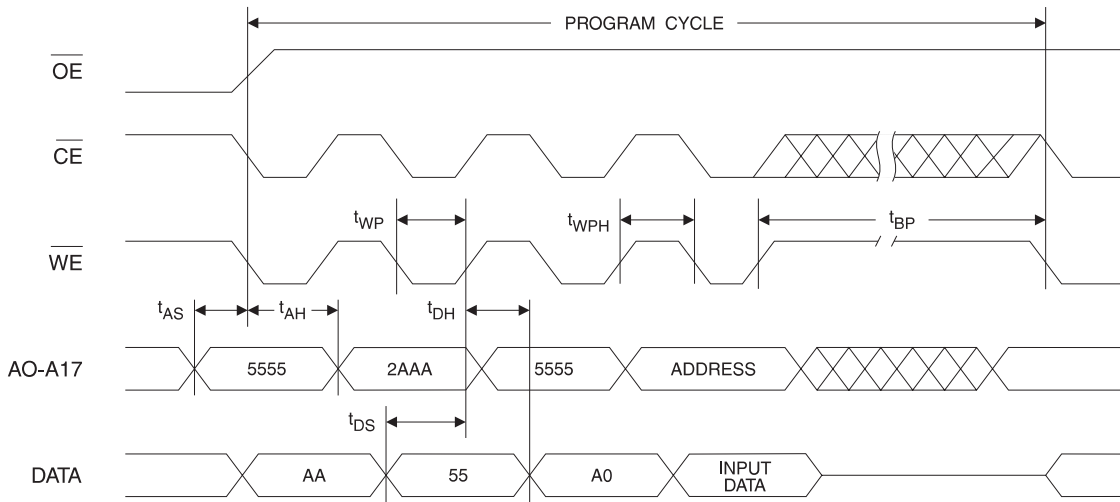 PROGRAM CYCLE
OE
CE
tWP
tWPH
tBP
WE
tAS
tAH
tDH
AO-A17
5555
2AAA
5555
ADDRESS
tDS
DATA
AA
55
A0
INPUT
DATA